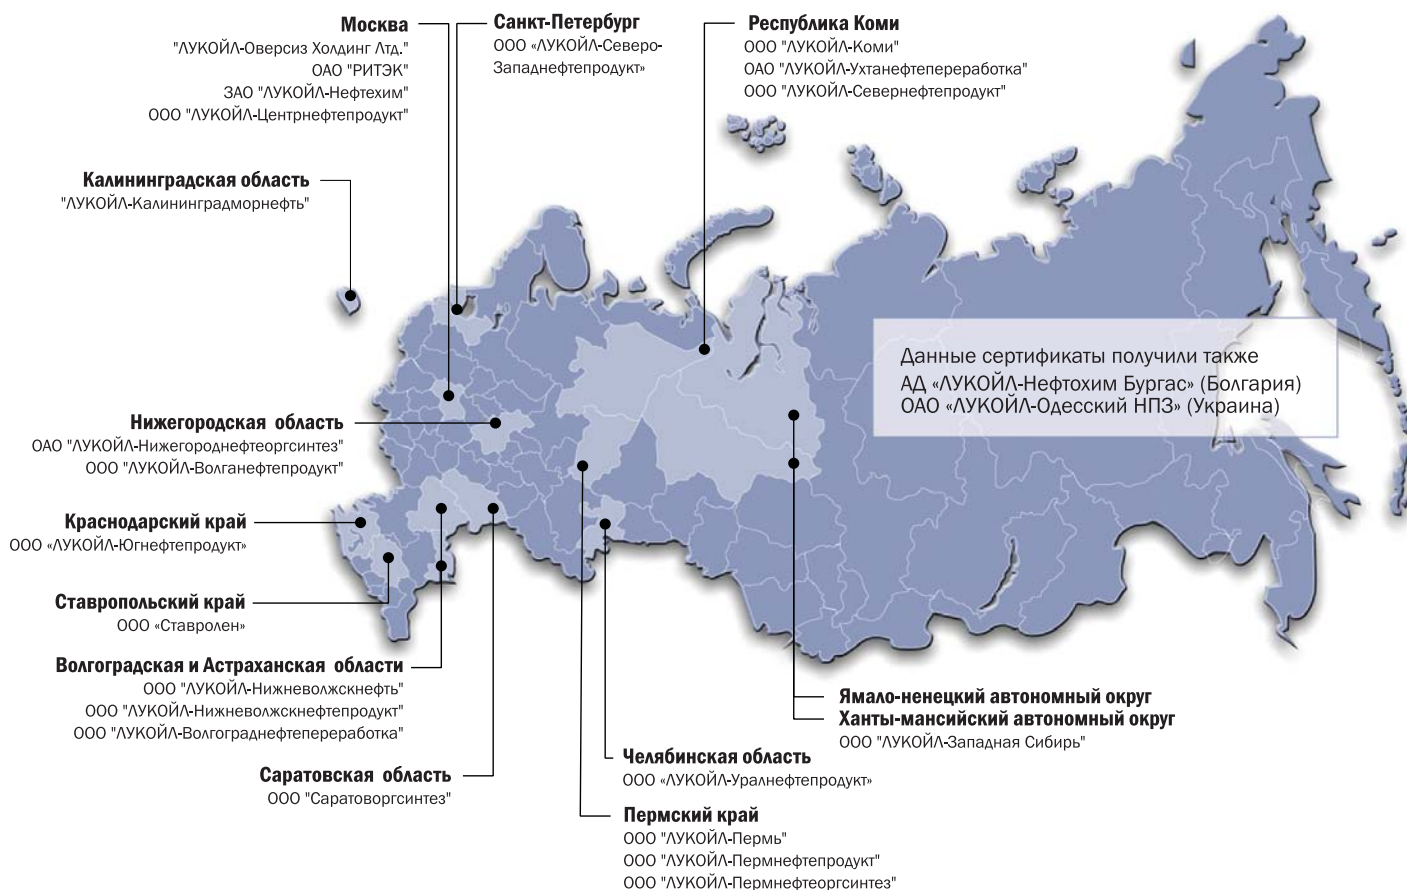 Москва
"ЛУКОЙЛ-Оверсиз Холдинг Лтд."
ОАО "РИТЭК"
ЗАО "ЛУКОЙЛ-Нефтехим"
ООО "ЛУКОЙЛ-Центрнефтепродукт"
Санкт-Петербург
ООО «ЛУКОЙЛ-Северо-
Западнефтепродукт»
Республика Коми
ООО "ЛУКОЙЛ-Коми"
ОАО "ЛУКОЙЛ-Ухтанефтепереработка"
ООО "ЛУКОЙЛ-Севернефтепродукт"
Калининградская область
"ЛУКОЙЛ-Калининградморнефть"
Данные сертификаты получили также
АД «ЛУКОЙЛ-Нефтохим Бургас» (Болгария)
ОАО «ЛУКОЙЛ-Одесский НПЗ» (Украина)
Нижегородская область
ОАО "ЛУКОЙЛ-Нижегороднефтеоргсинтез"
ООО "ЛУКОЙЛ-Волганефтепродукт"
Краснодарский край
ООО «ЛУКОЙЛ-Югнефтепродукт»
Ставропольский край
ООО «Ставролен»
Волгоградская и Астраханская области
ООО "ЛУКОЙЛ-Нижневолжскнефть"
ООО "ЛУКОЙЛ-Нижневолжскнефтепродукт"
ООО "ЛУКОЙЛ-Волгограднефтепереработка"
Саратовская область
ООО "Саратоворгсинтез"
Ямало-ненецкий автономный округ
Ханты-мансийский автономный округ
ООО "ЛУКОЙЛ-Западная Сибирь"
Челябинская область
ООО «ЛУКОЙЛ-Уралнефтепродукт»
Пермский край
ООО "ЛУКОЙЛ-Пермь"
ООО "ЛУКОЙЛ-Пермнефтепродукт"
ООО "ЛУКОЙЛ-Пермнефтеоргсинтез"